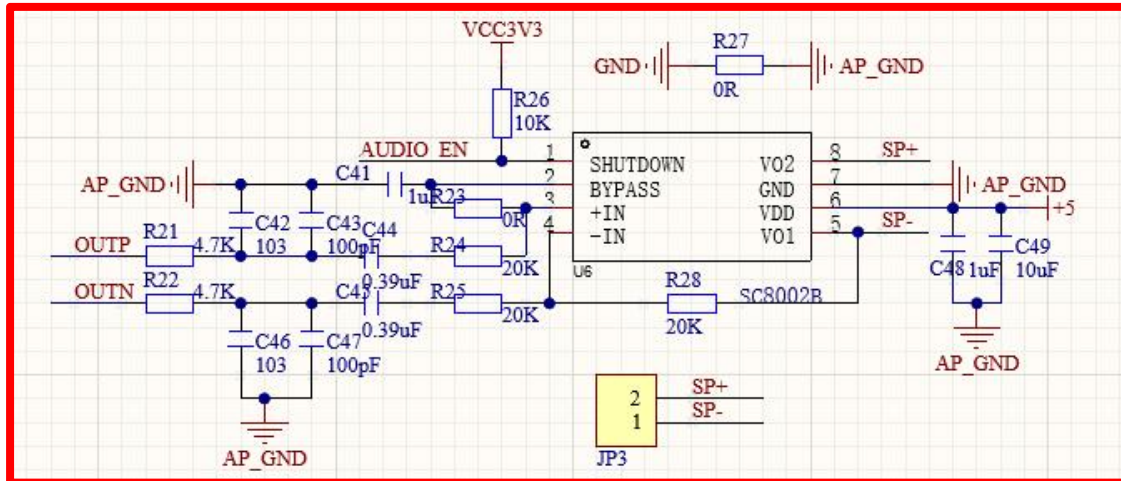 VCC3V3
R27
GND
AP_GND
0R
R26
10K
AUDIO_EN
1
SHUTDOWN
VO2
8
SP+
C41
AP_GND
1uF
2
BYPASS
GND
7
AP_GND
R23
0R
3
+IN
VDD
6
+5
4
-IN
VO1
5
SP-
C42
103
C43
100pF
C44
0.39uF
OUTP
R21
4.7K
R24
20K
U6
SC8002B
C48
1uF
C49
10uF
OUTN
R22
4.7K
C45
0.39uF
R25
20K
R28
20K
AP_GND
C46
103
C47
100pF
AP_GND
2
SP+
1
SP-
JP3